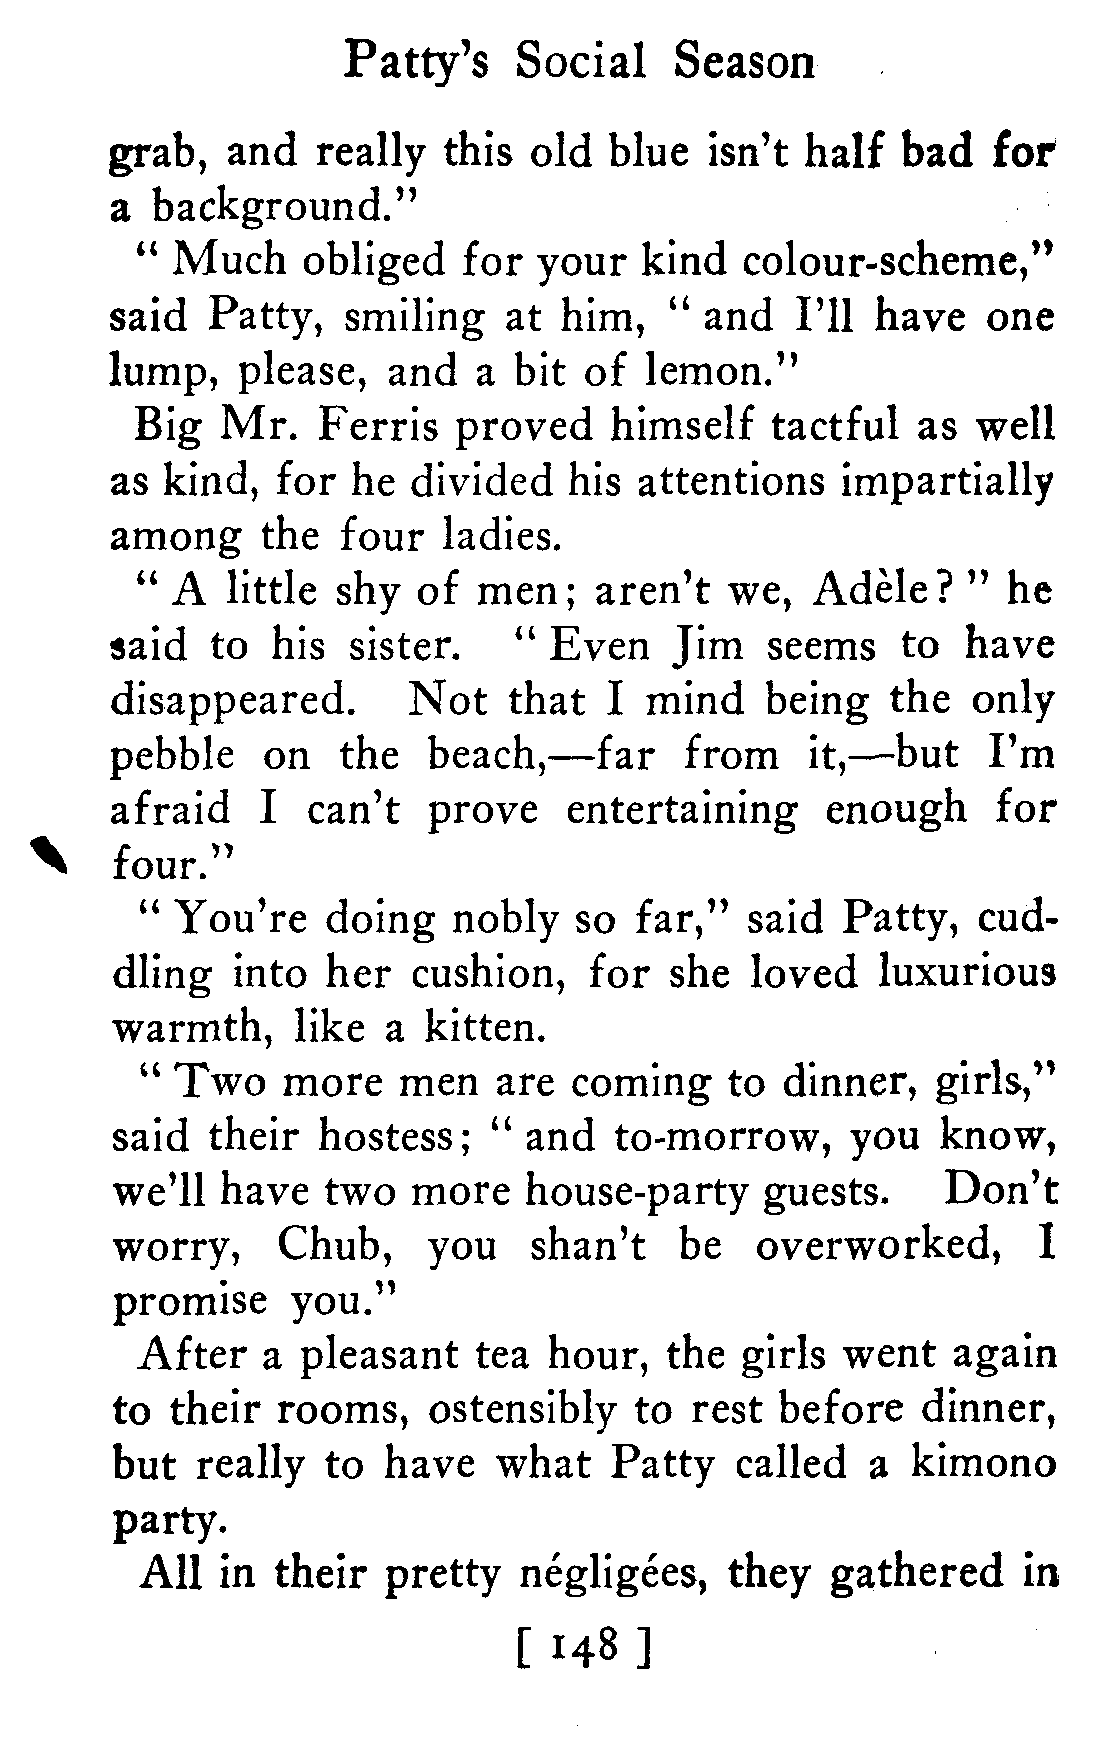 Patty's Social Season
grab, and really this old blue isn't half bad for
a background."
" Much obliged for your kind colour-scheme,"
said Patty, smiling at him, " and I'll have one
lump, please, and a bit of lemon."
Big Mr. Ferris proved himself tactful as well
as kind, for he divided his attentions impartially
among the four ladies.
" A little shy of men; aren't we, Adèle? " he
said to his sister. " Even Jim seems to have
disappeared. Not that I mind being the only
pebble on the beach,—far from it,—but I'm
afraid I can't prove entertaining enough for
four."
" You're doing nobly so far," said Patty, cud-
dling into her cushion, for she loved luxurious
warmth, like a kitten.
" Two more men are coming to dinner, girls,"
said their hostess; " and to-morrow, you know,
we'll have two more house-party guests. Don't
worry, Chub, you shan't be overworked, I
promise you."
After a pleasant tea hour, the girls went again
to their rooms, ostensibly to rest before dinner,
but really to have what Patty called a kimono
party.
All in their pretty négligées, they gathered in
[ 148 ]